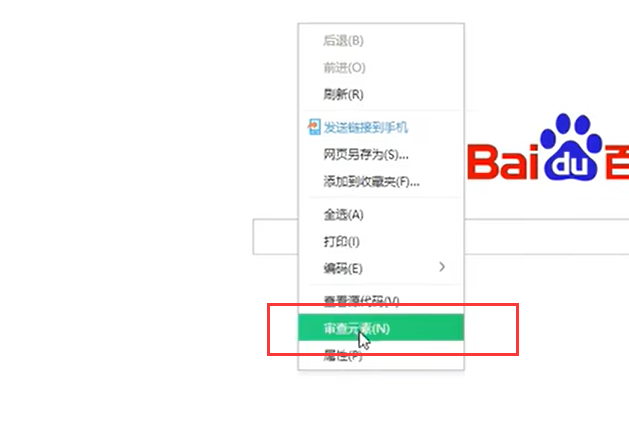 后退(B)
前进(O)
刷新(R)
发送链接到手机
网页另存为(S)...
添加到收藏夹(F)...
全选(A)
打印(I)
编码(E)
查看源代码(V)
审查元素(N)
属性(P)
Bai du 百